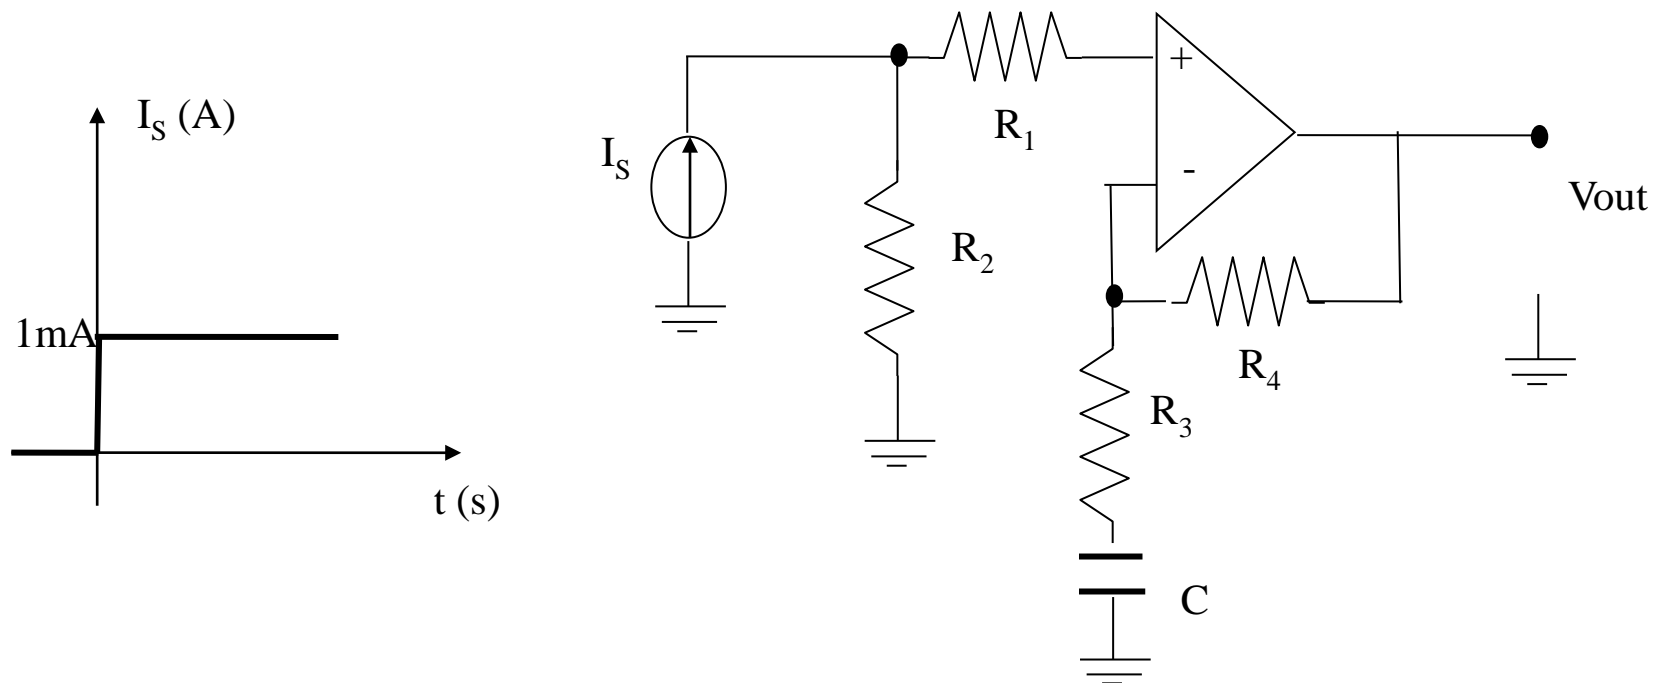 I_S (A)
1mA
t (s)
I_S
R_1
R_2
+
-
Vout
R_4
R_3
C